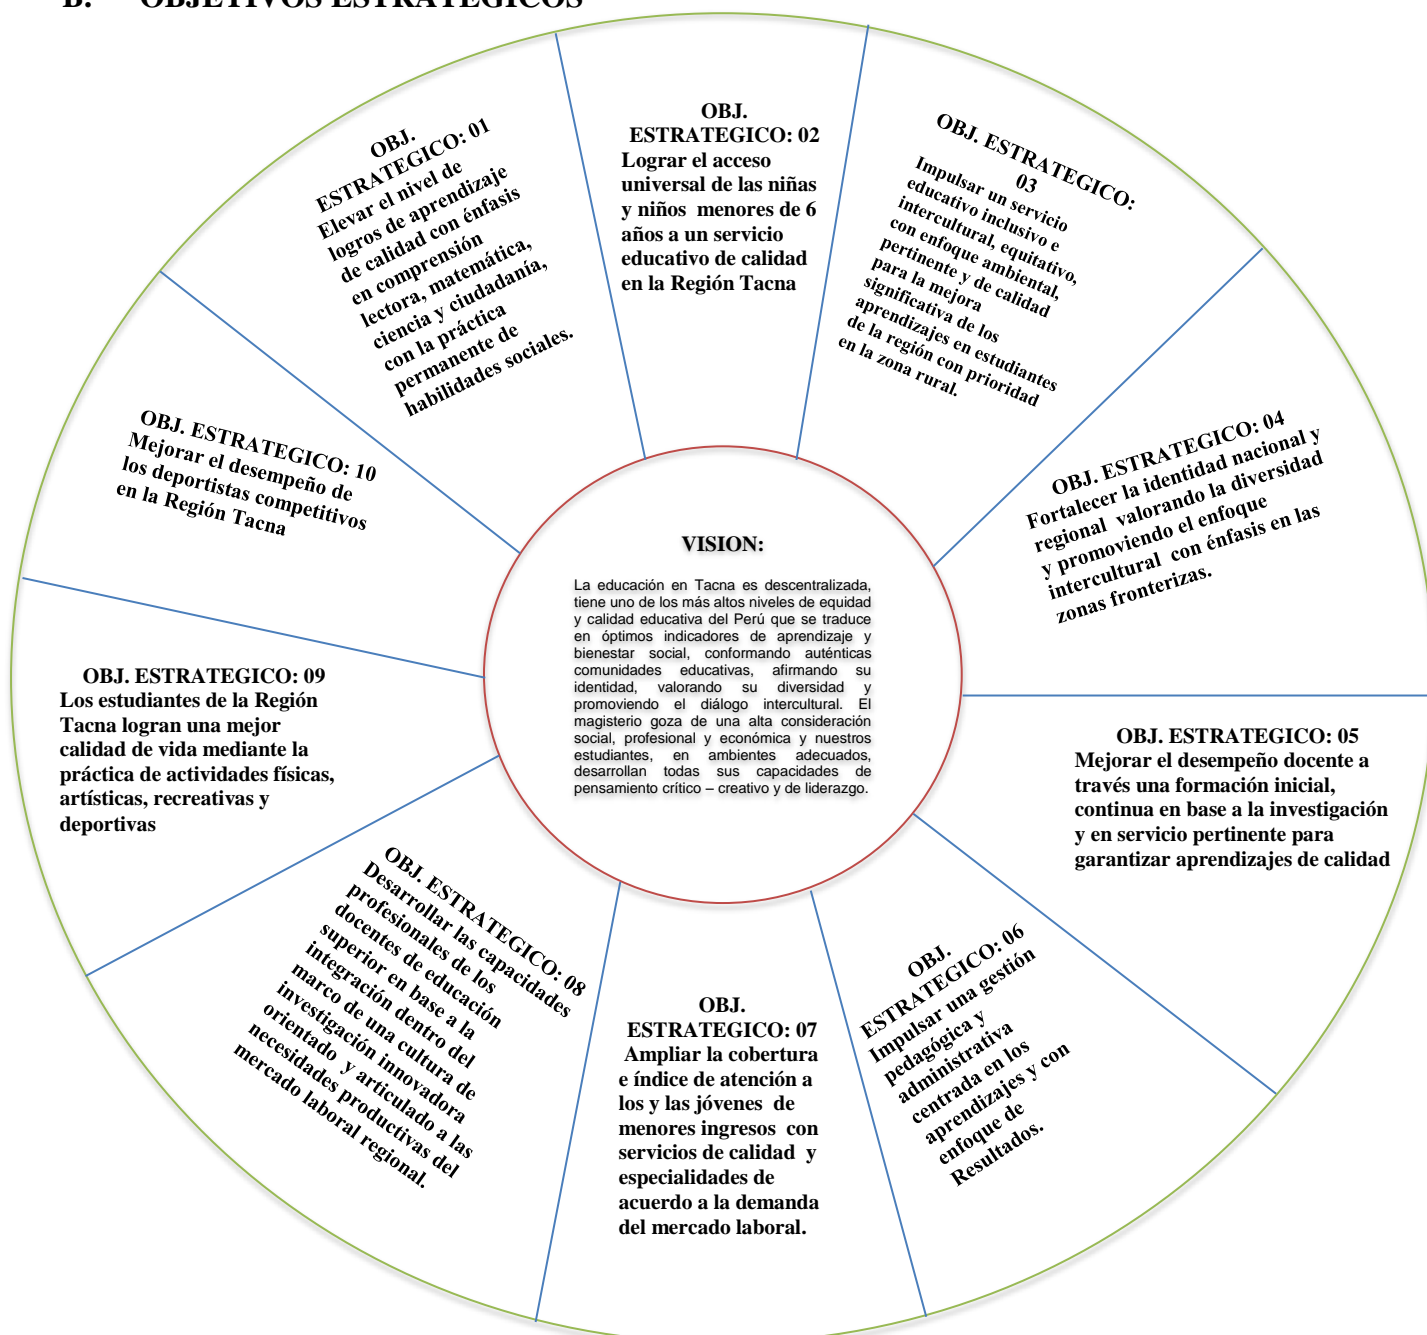 B. OBJETIVOS ESTRATEGICOS
OBJ.
ESTRATEGICO: 01
Elevar el nivel de
logros de aprendizaje
de calidad con énfasis
en comprensión
lectora, matemática,
ciencia y ciudadanía,
con la práctica
permanente de
habilidades sociales.
OBJ.
ESTRATEGICO: 02
Lograr el acceso
universal de las niñas
y niños menores de 6
años a un servicio
educativo de calidad
en la Región Tacna
OBJ. ESTRATEGICO:
03
Impulsar un servicio
educativo inclusivo e
intercultural, equitativo,
con enfoque ambiental,
pertinente y de calidad
para la mejora
significativa de los
aprendizajes en estudiantes
de la región con prioridad
en la zona rural.
OBJ. ESTRATEGICO: 04
Fortalecer la identidad nacional y
regional valorando la diversidad
y promoviendo el enfoque
intercultural con énfasis en las
zonas fronterizas.
OBJ. ESTRATEGICO: 05
Mejorar el desempeño docente a
través una formación inicial,
continua en base a la investigación
y en servicio pertinente para
garantizar aprendizajes de calidad
OBJ.
ESTRATEGICO: 06
Impulsar una gestión
pedagógica y
administrativa
centrada en los
aprendizajes y con
enfoque de
Resultados.
OBJ.
ESTRATEGICO: 07
Ampliar la cobertura
e índice de atención a
los y las jóvenes de
menores ingresos con
servicios de calidad y
especialidades de
acuerdo a la demanda
del mercado laboral.
OBJ. ESTRATEGICO: 08
Desarrollar las capacidades
profesionales de los
docentes de educación
superior en base a la
integración dentro del
marco de una cultura de
investigación innovadora
orientado y articulado a las
necesidades productivas del
mercado laboral regional.
OBJ. ESTRATEGICO: 09
Los estudiantes de la Región
Tacna logran una mejor
calidad de vida mediante la
práctica de actividades físicas,
artísticas, recreativas y
deportivas
OBJ. ESTRATEGICO: 10
Mejorar el desempeño de
los deportistas competitivos
en la Región Tacna
VISION:
La educación en Tacna es descentralizada,
tiene uno de los más altos niveles de equidad
y calidad educativa del Perú que se traduce
en óptimos indicadores de aprendizaje y
bienestar social, conformando auténticas
comunidades educativas, afirmando su
identidad, valorando su diversidad y
promoviendo el diálogo intercultural. El
magisterio goza de una alta consideración
social, profesional y económica y nuestros
estudiantes, en ambientes adecuados,
desarrollan todas sus capacidades de
pensamiento crítico – creativo y de liderazgo.